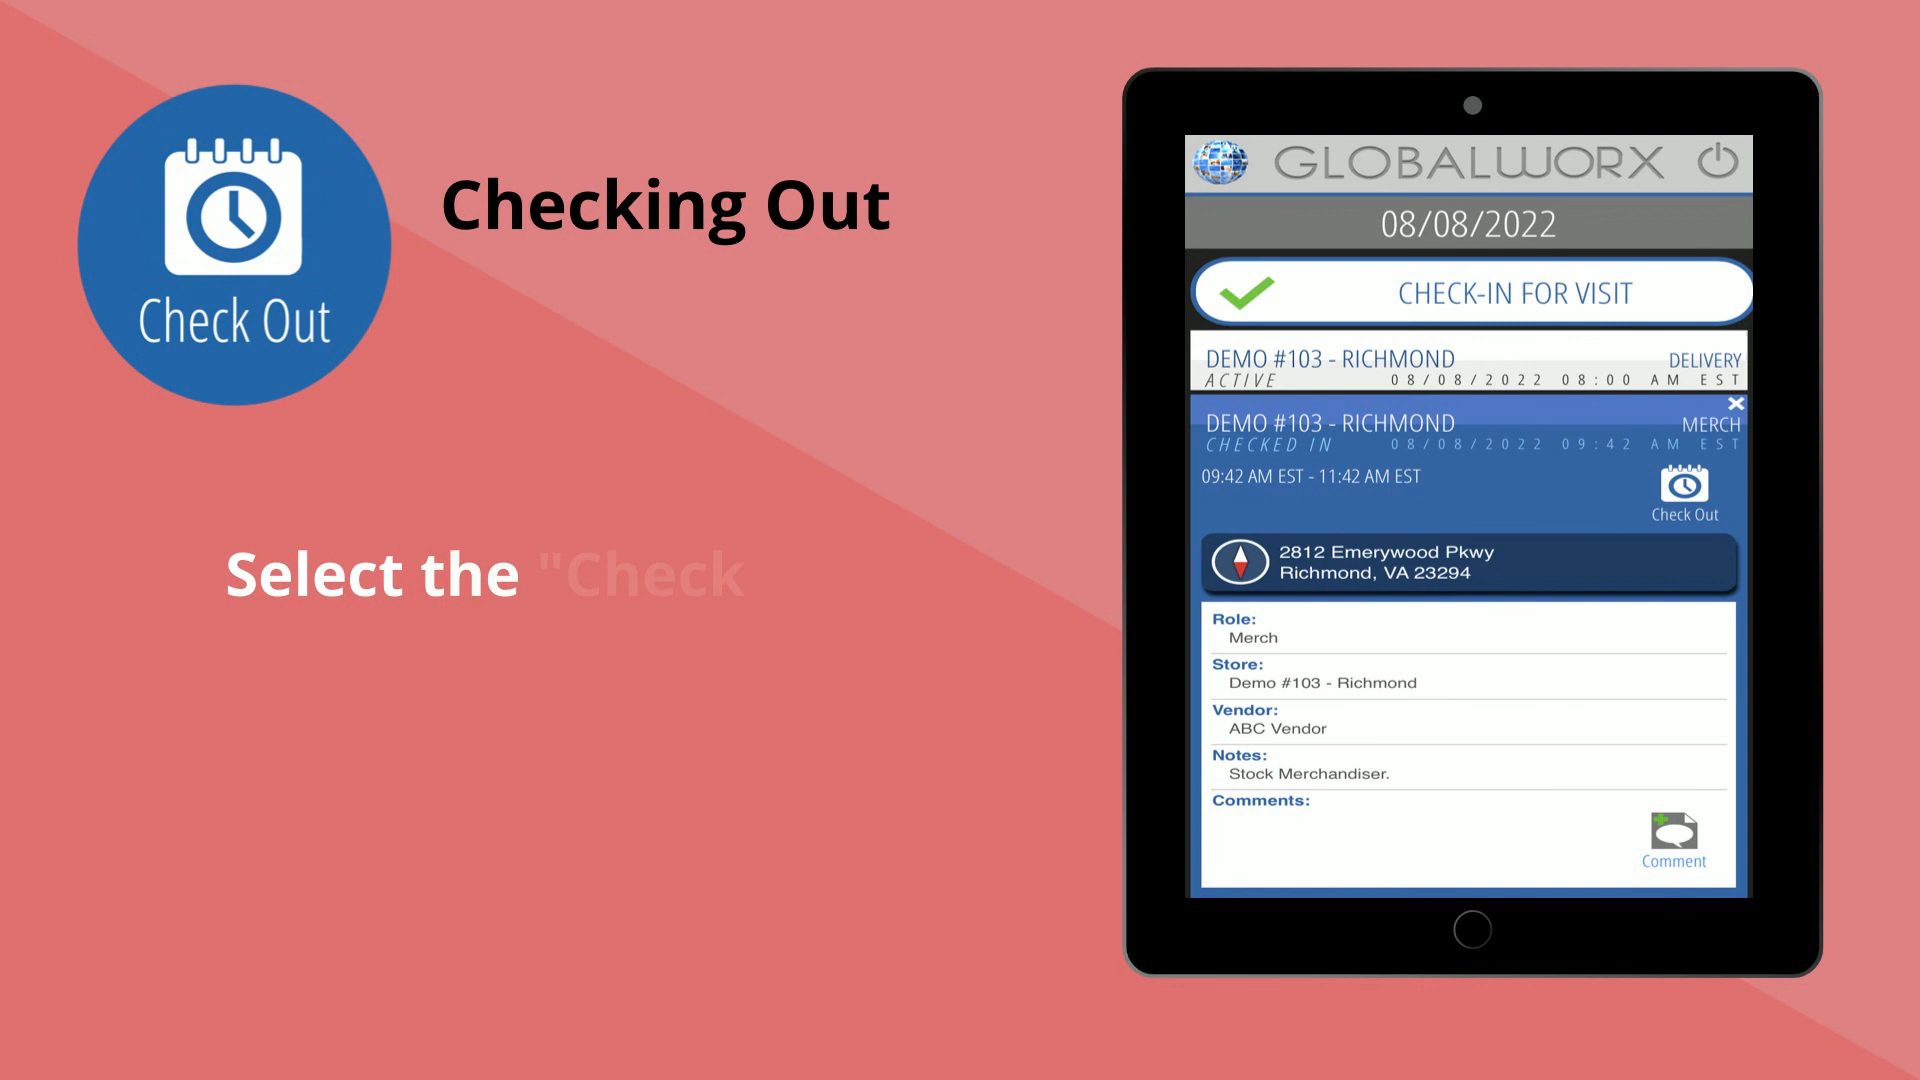 Check Out
Checking Out
Select the "Check
GLOBALWORX
08/08/2022
CHECK-IN FOR VISIT
DEMO #103 - RICHMOND DELIVERY
ACTIVE 08/08/2022 08:00 AM EST
DEMO #103 - RICHMOND MERCH
CHECKED IN 08/08/2022 09:42 AM EST
09:42 AM EST - 11:42 AM EST
Check Out
2812 Emerywood Pkwy
Richmond, VA 23294
Role:
Merch
Store:
Demo #103 - Richmond
Vendor:
ABC Vendor
Notes:
Stock Merchandiser.
Comments:
Comment